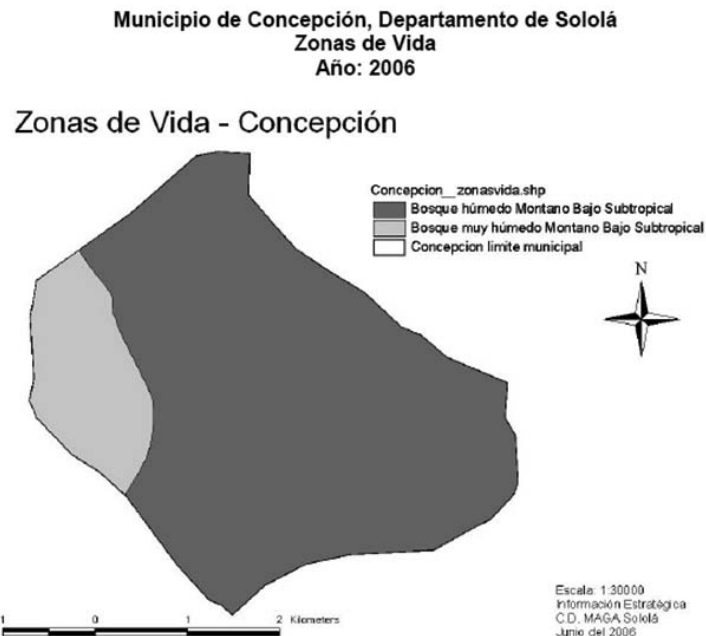 Municipio de Concepción, Departamento de Sololá
Zonas de Vida
Año: 2006
Zonas de Vida - Concepción
Concepcion_zonasvida.shp
Bosque húmedo Montano Bajo Subtropical
Bosque muy húmedo Montano Bajo Subtropical
Concepcion limite municipal
N
1 0 1 2 Kilometers
Escala: 1:30000
Información Estratégica
C.D. MAGA Sololá
Junio del 2006